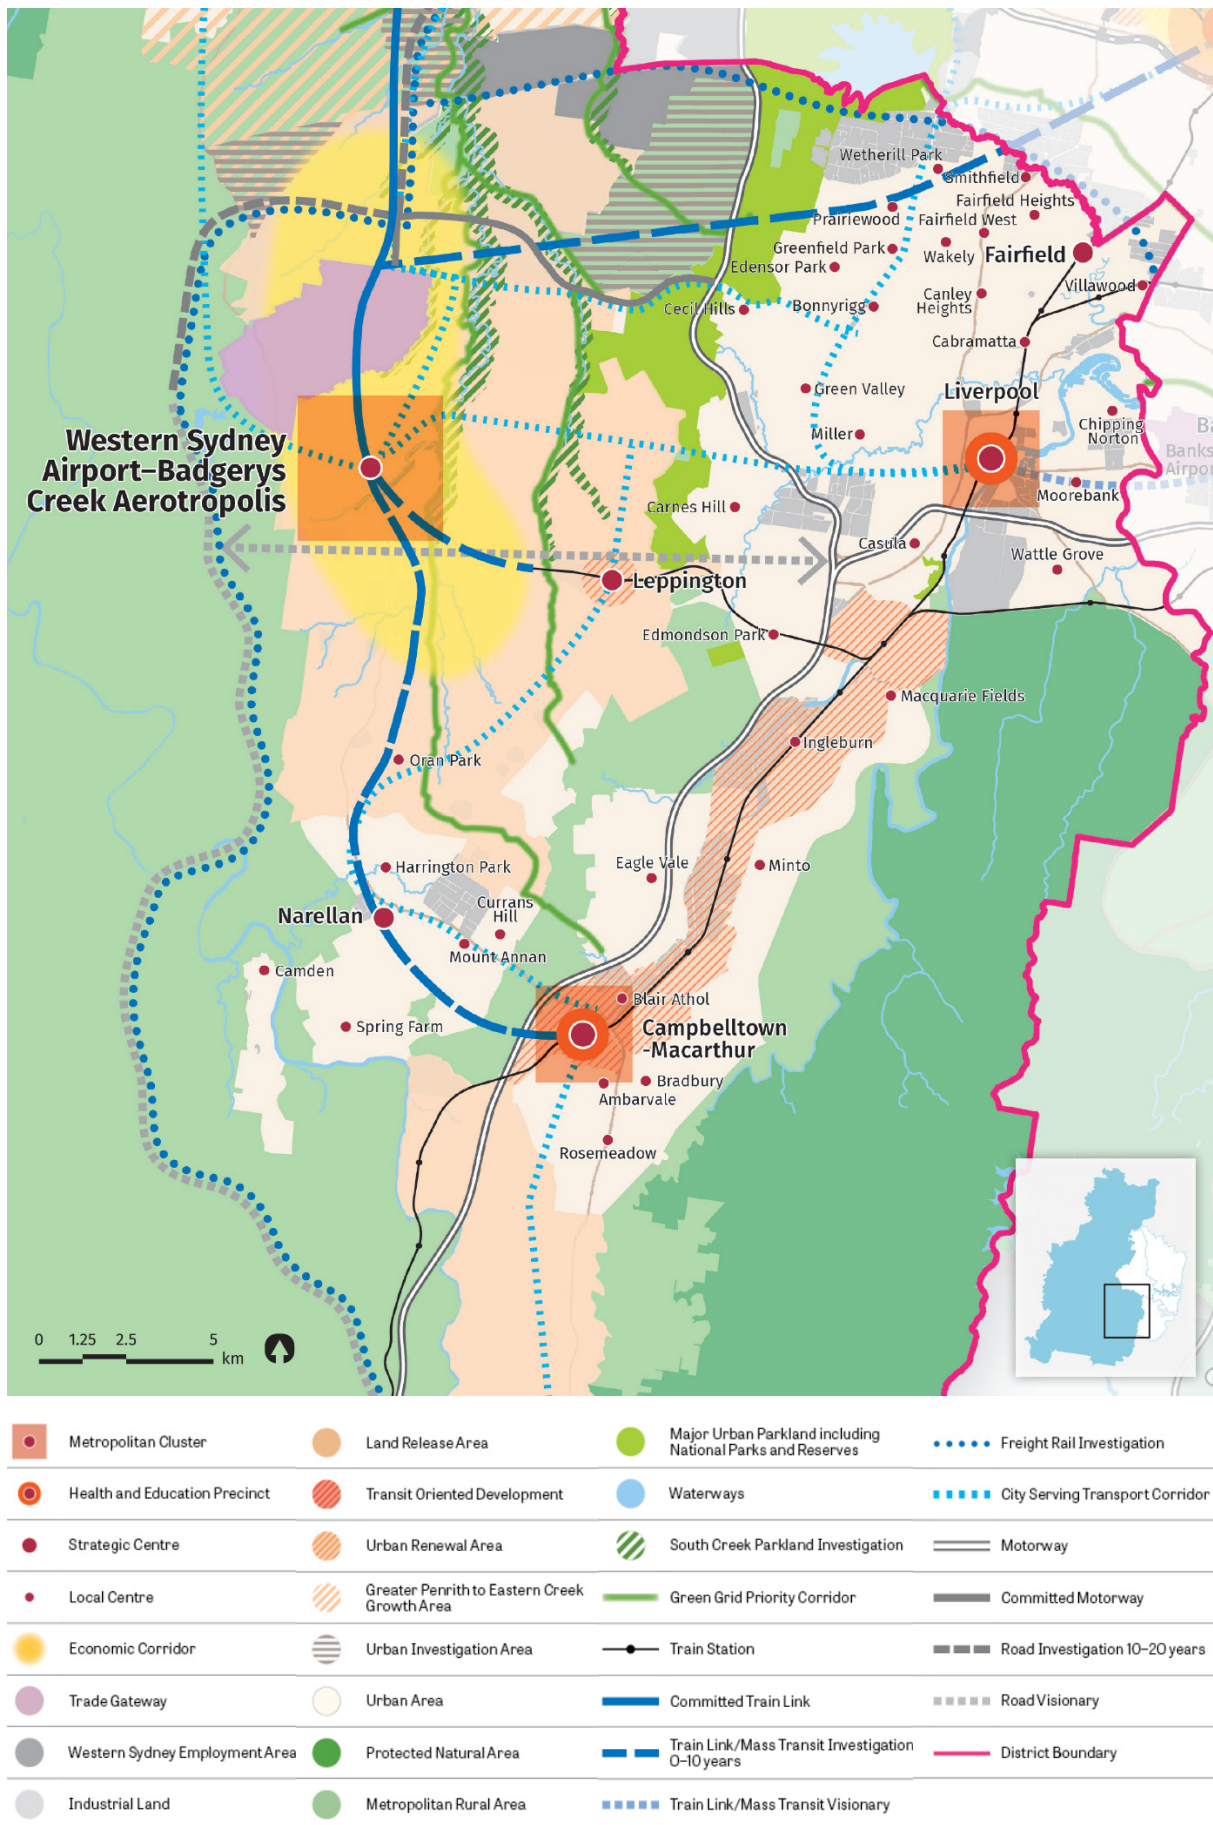 Wetherill Park
Smithfield
Fairfield Heights
Prairiewood
Fairfield West
Greenfield Park
Wakely
Fairfield
Edensor Park
Villawood
Canley
Heights
Cecil Hills
Bonnyrigg
Cabramatta
Green Valley
Liverpool
Chipping
Norton
Miller
Western Sydney
Airport–Badgerys
Creek Aerotropolis
Banks
Airpor
Moorebank
Carnes Hill
Casula
Wattle Grove
Leppington
Edmondson Park
Macquarie Fields
Ingleburn
Oran Park
Eagle Vale
Minto
Harrington Park
Currans
Hill
Narellan
Mount Annan
Camden
Blair Athol
Spring Farm
Campbelltown
-Macarthur
Bradbury
Ambarvale
Rosemeadow
0 1.25 2.5 5
km
Metropolitan Cluster
Health and Education Precinct
Strategic Centre
Local Centre
Economic Corridor
Trade Gateway
Western Sydney Employment Area
Industrial Land
Land Release Area
Transit Oriented Development
Urban Renewal Area
Greater Penrith to Eastern Creek
Growth Area
Urban Investigation Area
Urban Area
Protected Natural Area
Metropolitan Rural Area
Major Urban Parkland including
National Parks and Reserves
Waterways
South Creek Parkland Investigation
Green Grid Priority Corridor
Train Station
Committed Train Link
Train Link/Mass Transit Investigation
0–10 years
Train Link/Mass Transit Visionary
Freight Rail Investigation
City Serving Transport Corridor
Motorway
Committed Motorway
Road Investigation 10–20 years
Road Visionary
District Boundary